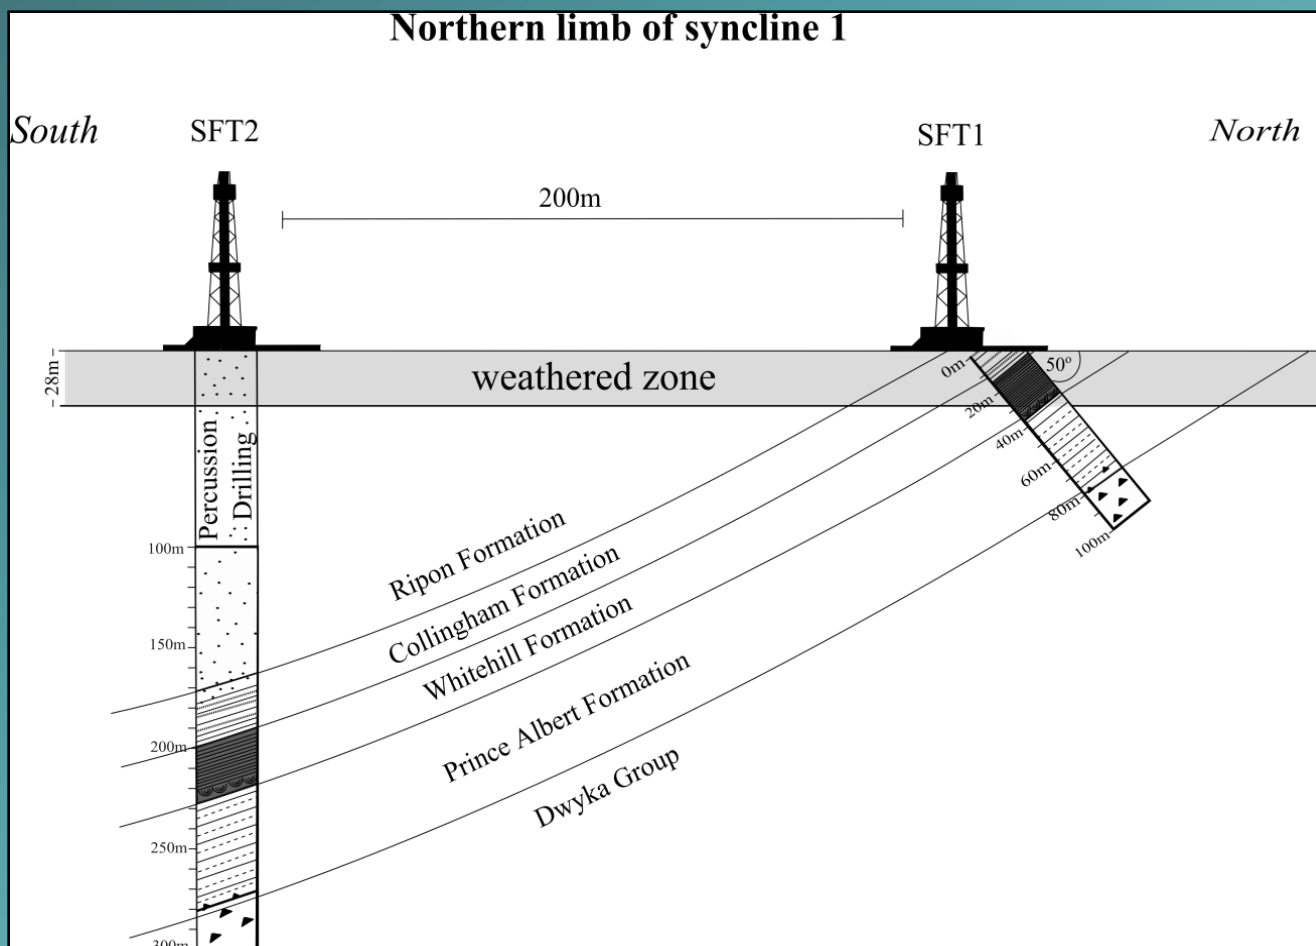 Northern limb of syncline 1
South
SFT2
SFT1
North
200m
28m
weathered zone
0m
50°
20m
40m
60m
80m
100m
Percussion
Drilling
100m
150m
200m
250m
300m
Ripon Formation
Collingham Formation
Whitehill Formation
Prince Albert Formation
Dwyka Group